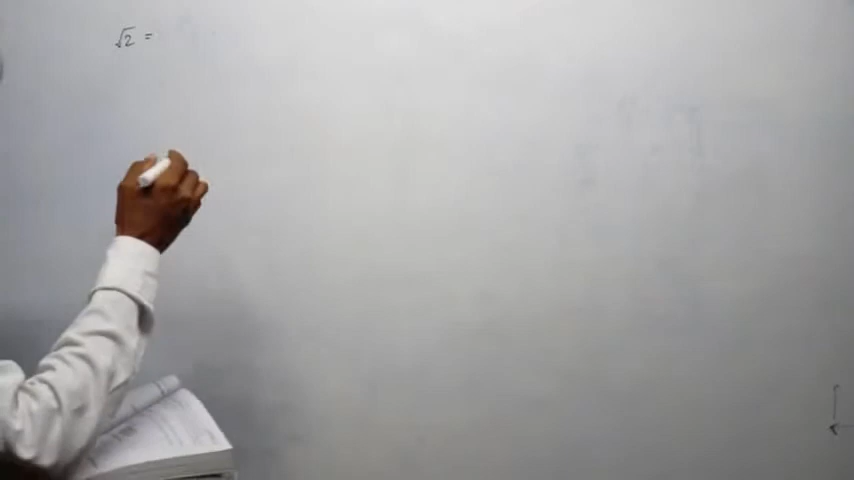 √2 =